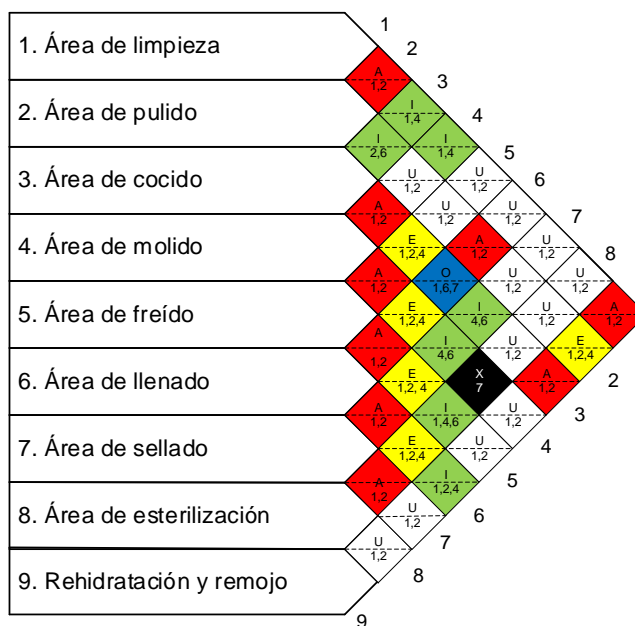 1
1. Área de limpieza
2
A
1,2
3
I
1,4
2. Área de pulido
4
I
2,6
I
1,4
5
3. Área de cocido
U
1,2
U
1,2
6
A
1,2
U
1,2
U
1,2
7
4. Área de molido
E
1,2,4
A
1,2
U
1,2
8
A
1,2
O
1,6,7
U
1,2
U
1,2
5. Área de freído
E
1,2,4
I
4,6
U
1,2
A
1,2
A
1,2
I
4,6
U
1,2
E
1,2,4
2
6. Área de llenado
E
1,2, 4
X
7
A
1,2
3
A
1,2
I
1,4,6
U
1,2
4
7. Área de sellado
E
1,2,4
U
1,2
5
A
1,2
I
1,2,4
6
8. Área de esterilización
U
1,2
7
U
1,2
8
9. Rehidratación y remojo
9